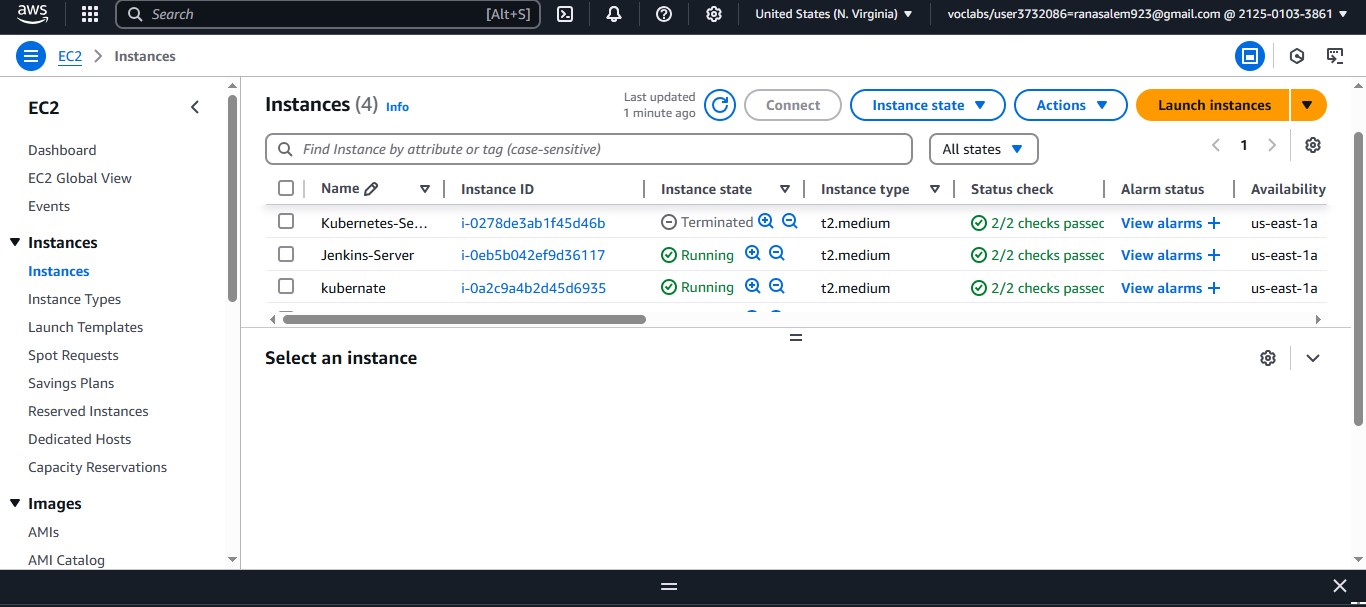 aws
Search [Alt+S]
United States (N. Virginia)
voclabs/user3732086=ranasalem923@gmail.com @ 2125-0103-3861
EC2 Instances
EC2
Dashboard
EC2 Global View
Events
Instances
Instances
Instance Types
Launch Templates
Spot Requests
Savings Plans
Reserved Instances
Dedicated Hosts
Capacity Reservations
Images
AMIs
AMI Catalog
Instances (4) Info
Last updated
1 minute ago
Connect
Instance state
Actions
Launch instances
Find Instance by attribute or tag (case-sensitive)
All states
1
Name Instance ID Instance state Instance type Status check Alarm status Availability
Kubernetes-Se... i-0278de3ab1f45d46b Terminated t2.medium 2/2 checks passed View alarms + us-east-1a
Jenkins-Server i-0eb5b042ef9d36117 Running t2.medium 2/2 checks passed View alarms + us-east-1a
kubernate i-0a2c9a4b2d45d6935 Running t2.medium 2/2 checks passed View alarms + us-east-1a
Select an instance